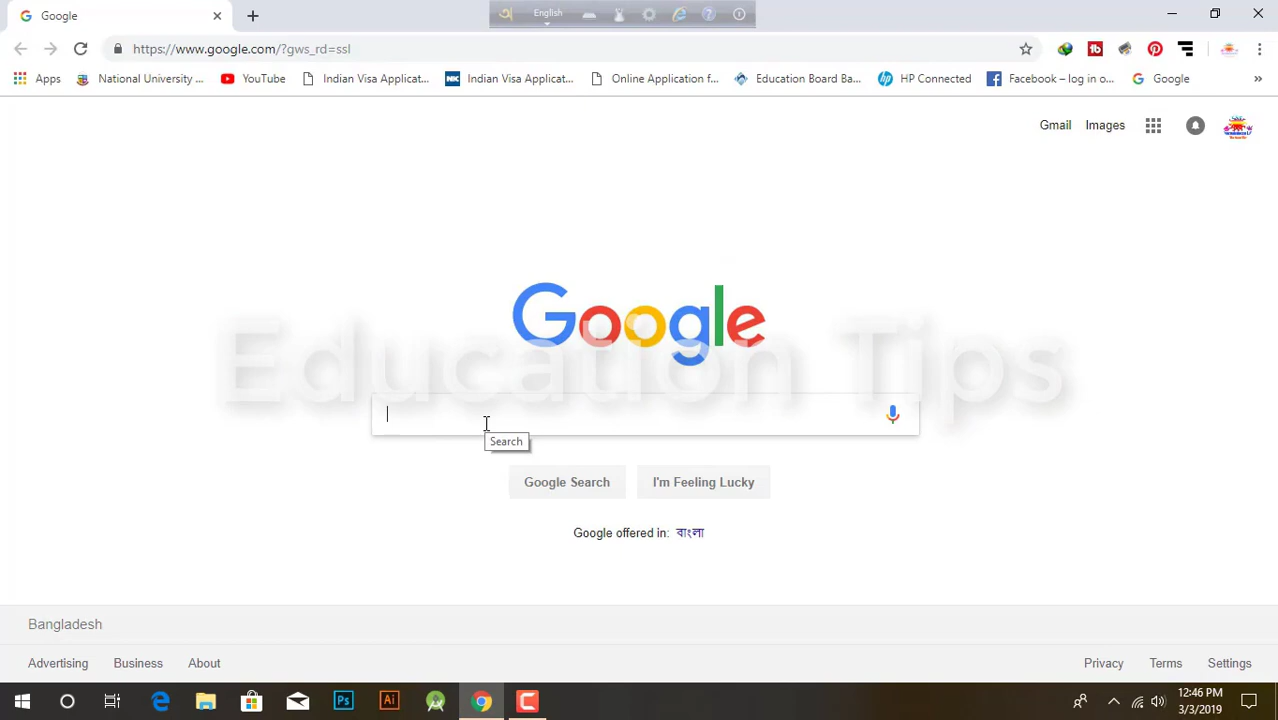 Google
English
https://www.google.com/?gws_rd=ssl
Apps National University ... YouTube Indian Visa Applicat... Indian Visa Applicat... Online Application f... Education Board Ba... HP Connected Facebook – log in o... Google »
Gmail Images
Google
Education Tips
Search
Google Search I'm Feeling Lucky
Google offered in: বাংলা
Bangladesh
Advertising Business About Privacy Terms Settings
12:46 PM
3/3/2019